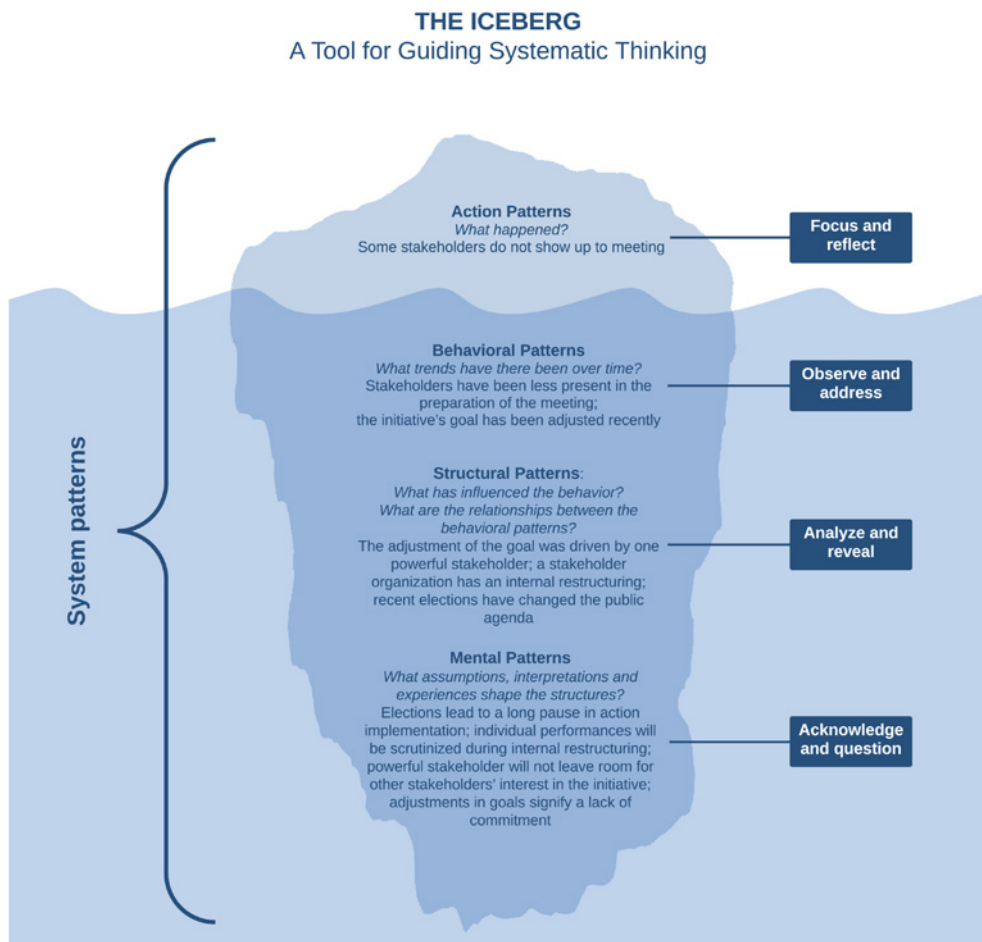 THE ICEBERG
A Tool for Guiding Systematic Thinking
System patterns
Action Patterns
What happened?
Some stakeholders do not show up to meeting
Focus and
reflect
Behavioral Patterns
What trends have there been over time?
Stakeholders have been less present in the
preparation of the meeting;
the initiative's goal has been adjusted recently
Observe and
address
Structural Patterns:
What has influenced the behavior?
What are the relationships between the
behavioral patterns?
The adjustment of the goal was driven by one
powerful stakeholder; a stakeholder
organization has an internal restructuring;
recent elections have changed the public
agenda
Analyze and
reveal
Mental Patterns
What assumptions, interpretations and
experiences shape the structures?
Elections lead to a long pause in action
implementation; individual performances will
be scrutinized during internal restructuring;
powerful stakeholder will not leave room for
other stakeholders' interest in the initiative;
adjustments in goals signify a lack of
commitment
Acknowledge
and question